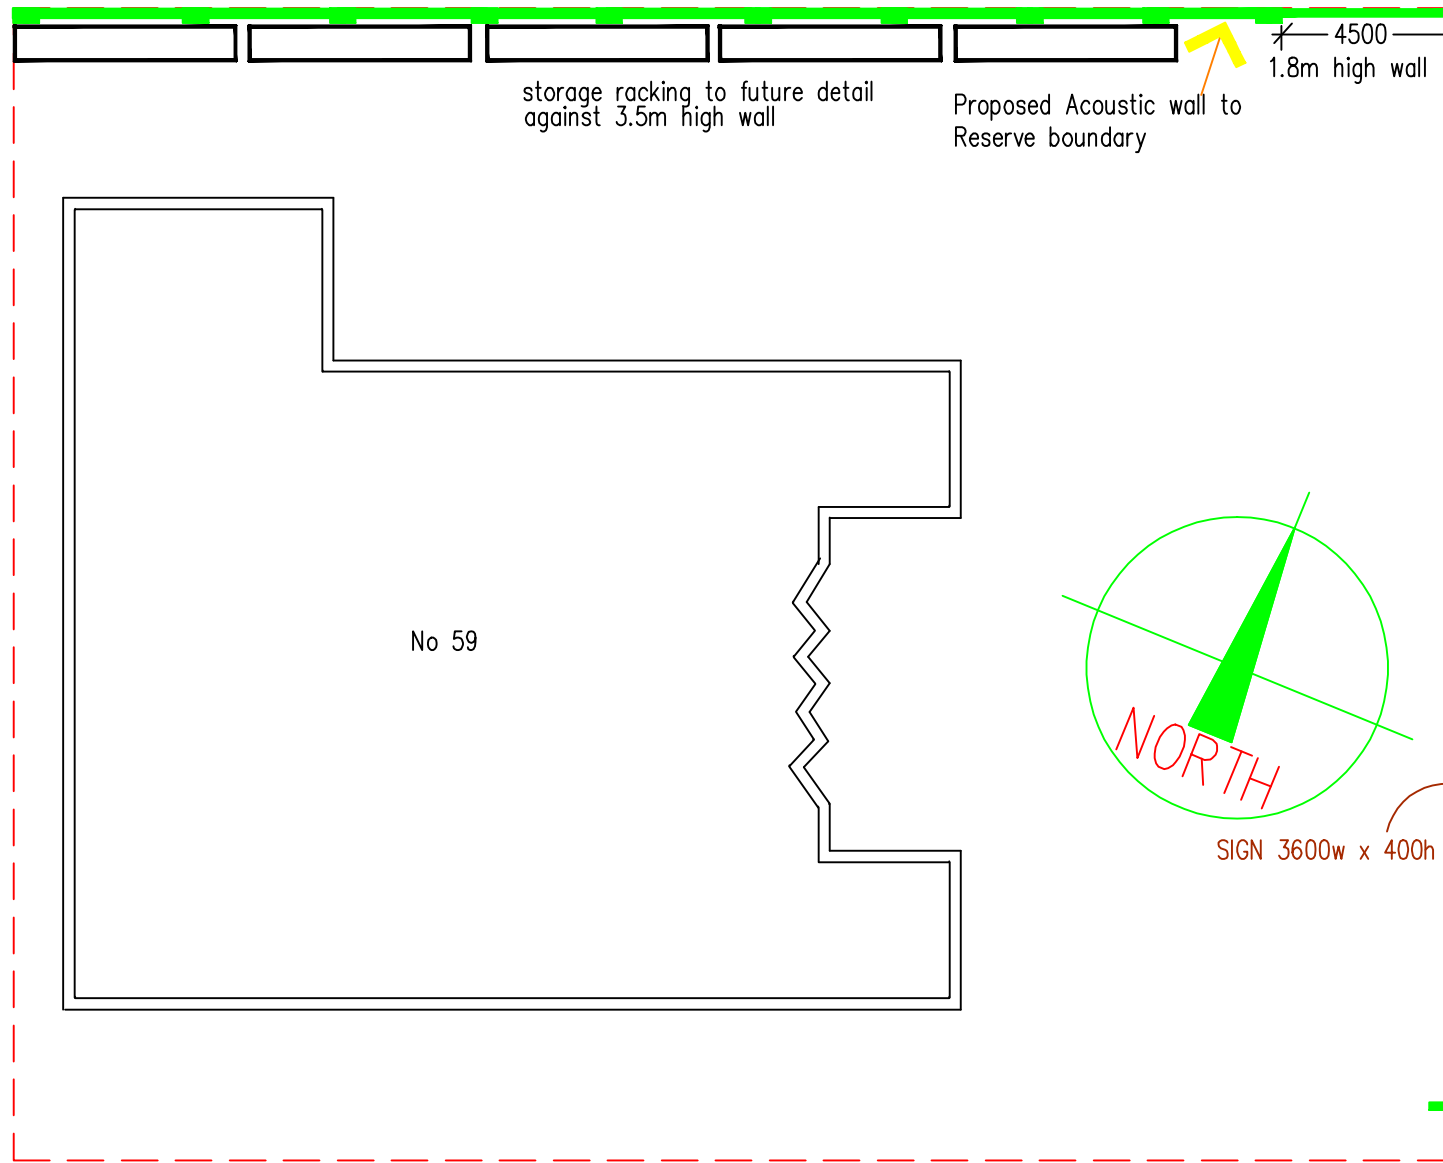 4500
1.8m high wall
storage racking to future detail
against 3.5m high wall
Proposed Acoustic wall to
Reserve boundary
No 59
NORTH
SIGN 3600w x 400h